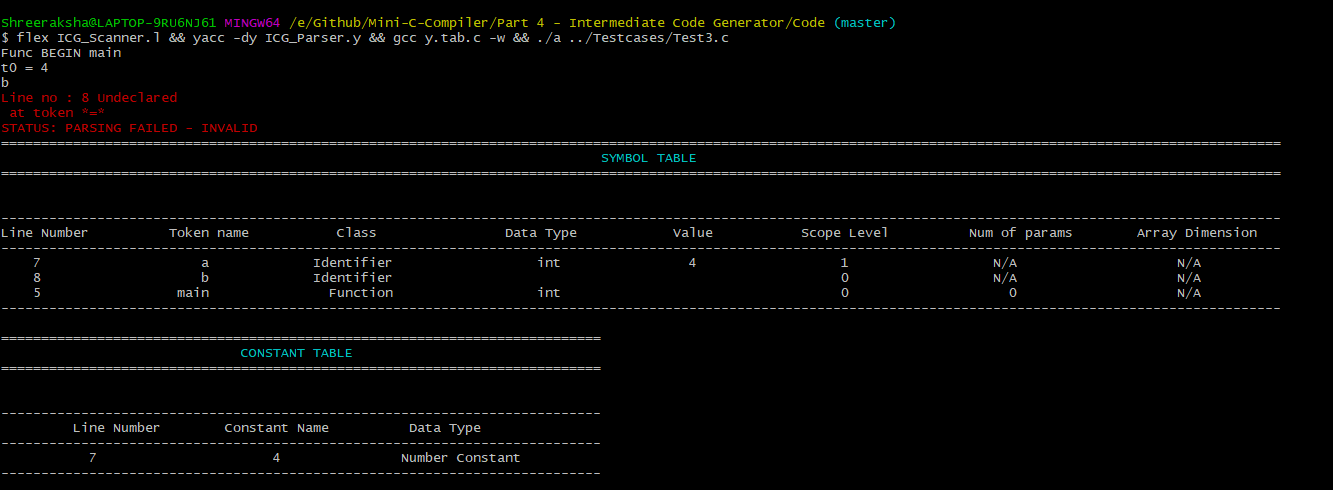 Shreeraksha@LAPTOP-9RU6NJ61 MINGW64 /e/Github/Mini-C-Compiler/Part 4 - Intermediate Code Generator/Code (master)
$ flex ICG_Scanner.l && yacc -dy ICG_Parser.y && gcc y.tab.c -w && ./a ../Testcases/Test3.c
Func BEGIN main
t0 = 4
b
Line no : 8 Undeclared
at token *=*
STATUS: PARSING FAILED - INVALID
================================================================================================================================================================
SYMBOL TABLE
================================================================================================================================================================
----------------------------------------------------------------------------------------------------------------------------------------------------------------
Line Number Token name Class Data Type Value Scope Level Num of params Array Dimension
----------------------------------------------------------------------------------------------------------------------------------------------------------------
7 a Identifier int 4 1 N/A N/A
8 b Identifier 0 N/A N/A
5 main Function int 0 0 N/A
----------------------------------------------------------------------------------------------------------------------------------------------------------------
===========================================================================
CONSTANT TABLE
===========================================================================
---------------------------------------------------------------------------
Line Number Constant Name Data Type
---------------------------------------------------------------------------
7 4 Number Constant
---------------------------------------------------------------------------